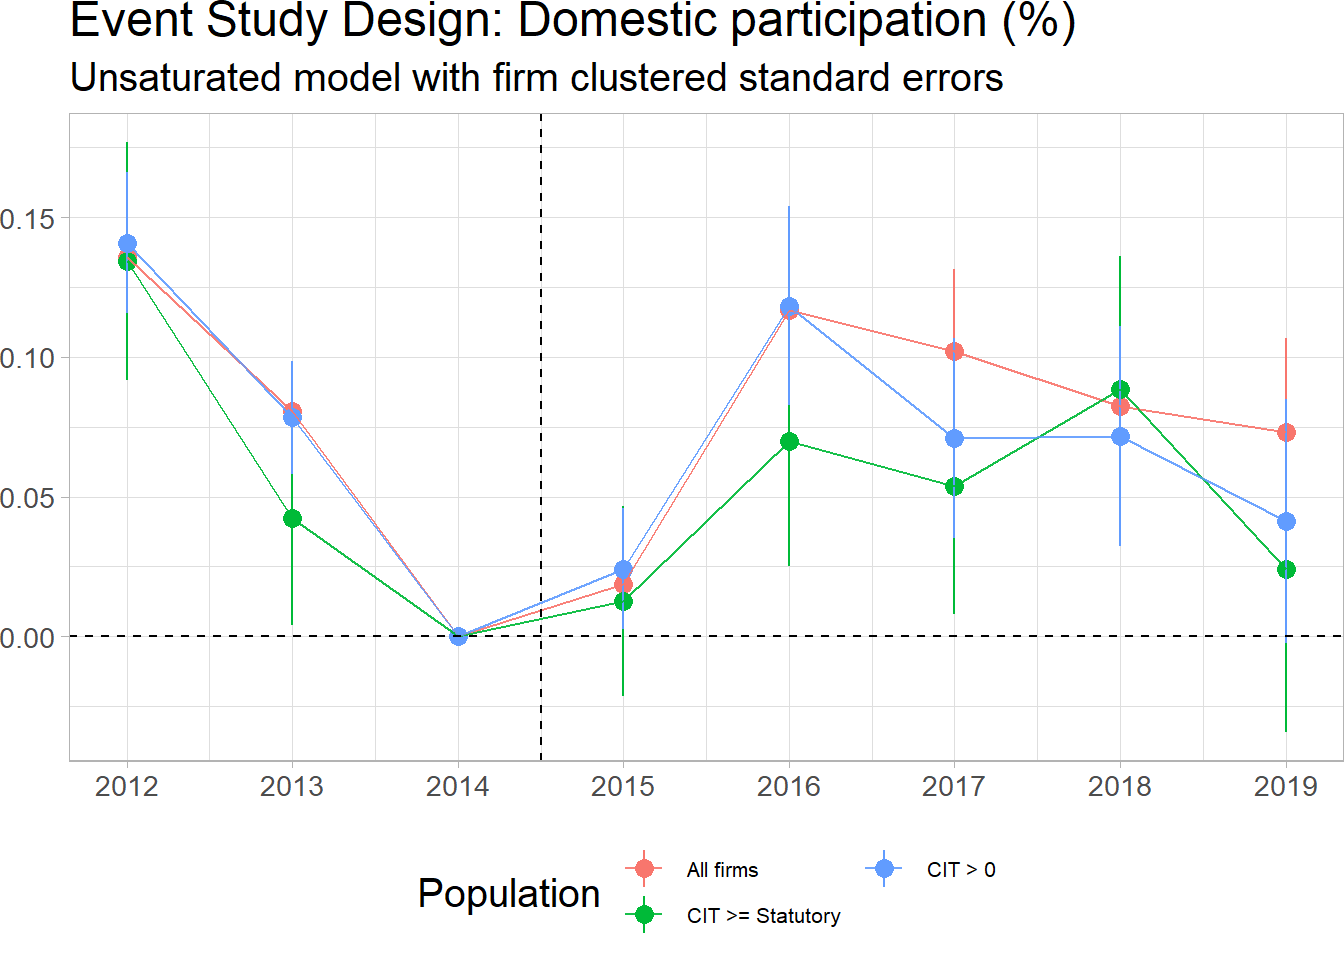 Event Study Design: Domestic participation (%)
Unsaturated model with firm clustered standard errors
0.15
0.10
0.05
0.00
2012 2013 2014 2015 2016 2017 2018 2019
Population
All firms
CIT > 0
CIT >= Statutory